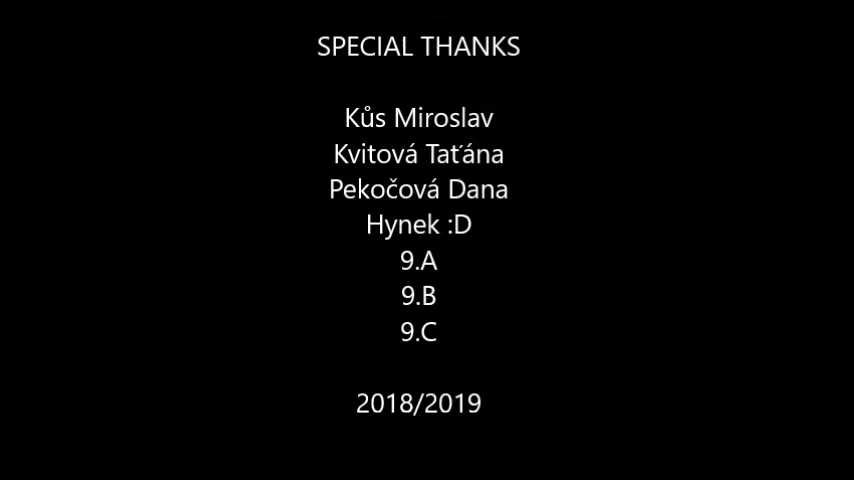 SPECIAL THANKS
Kůs Miroslav
Kvitová Taťána
Pekočová Dana
Hynek :D
9.A
9.B
9.C
2018/2019